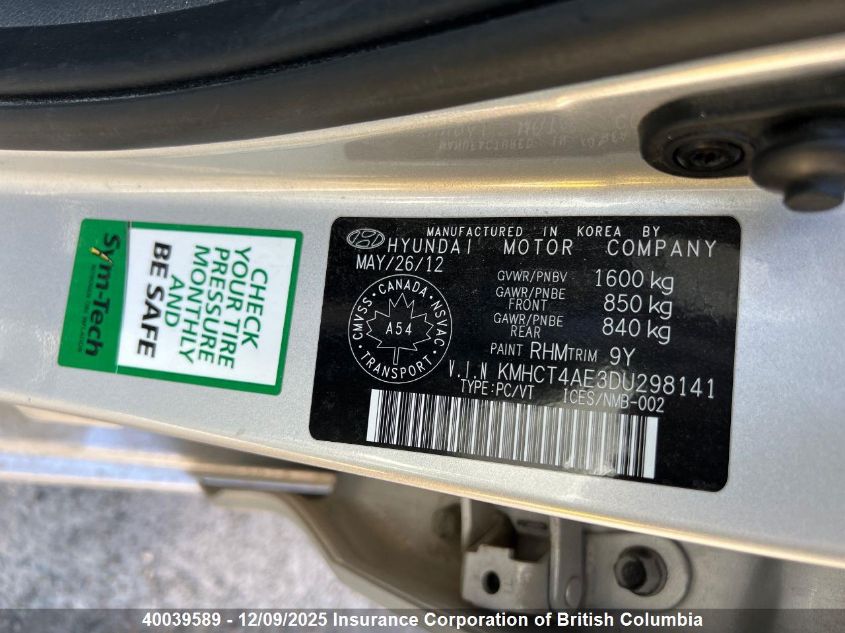 MANUFACTURED IN KOREA BY
HYUNDAI MOTOR COMPANY
MAY/26/12
GVWR/PNBV 1600 kg
GAWR/PNBE FRONT 850 kg
GAWR/PNBE REAR 840 kg
CMVSS · CANADA · NSVAC
A54
TRANSPORT
PAINT RHM TRIM 9Y
V.I.N KMHCT4AE3DU298141
TYPE:PC/VT ICES/NMB-002
Sym-Tech
CHECK
YOUR TIRE
PRESSURE
MONTHLY
AND
BE SAFE
40039589 - 12/09/2025 Insurance Corporation of British Columbia